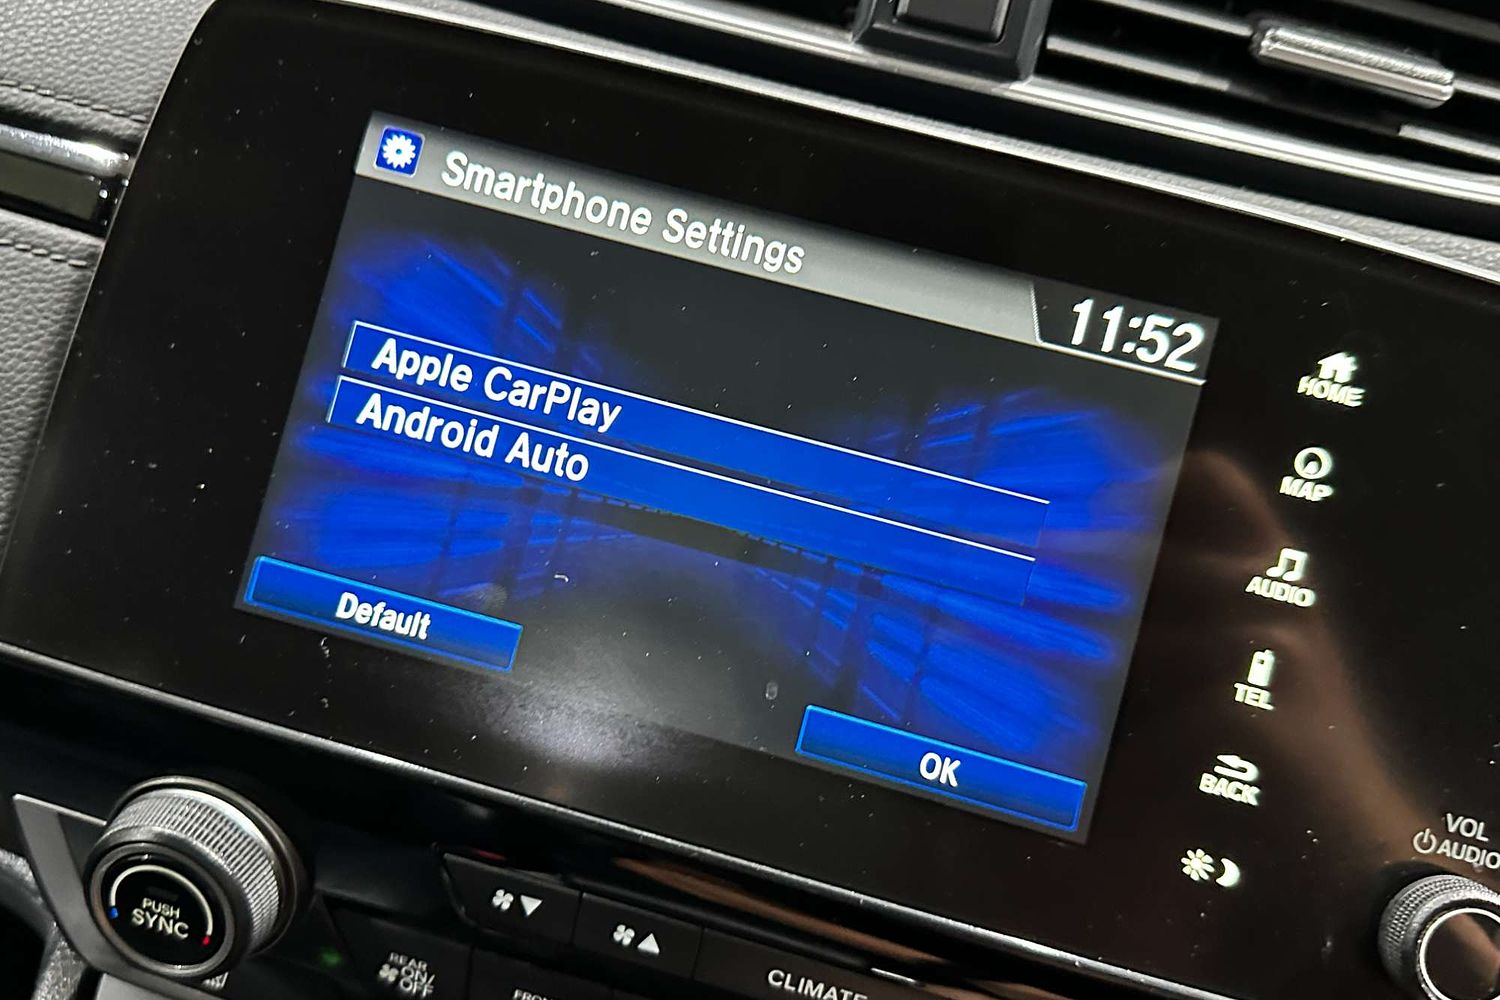 Smartphone Settings
11:52
Apple CarPlay
Android Auto
Default
OK
HOME
MAP
AUDIO
TEL
BACK
VOL
AUDIO
PUSH
SYNC
REAR
ON/
OFF
CLIMATE